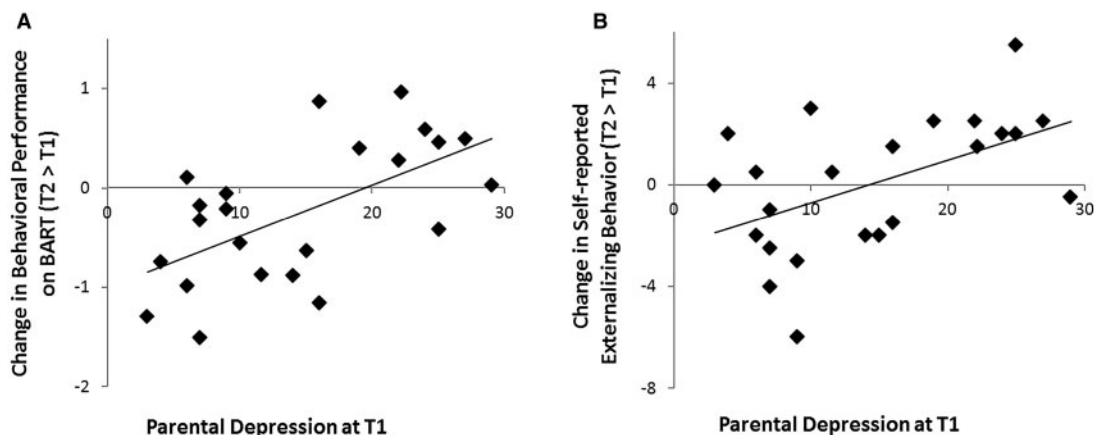 A
Change in Behavioral Performance
on BART (T2 > T1)
1
0
-1
-2
0
10
20
30
Parental Depression at T1
B
Change in Self-reported
Externalizing Behavior (T2 > T1)
4
0
-4
-8
0
10
20
30
Parental Depression at T1